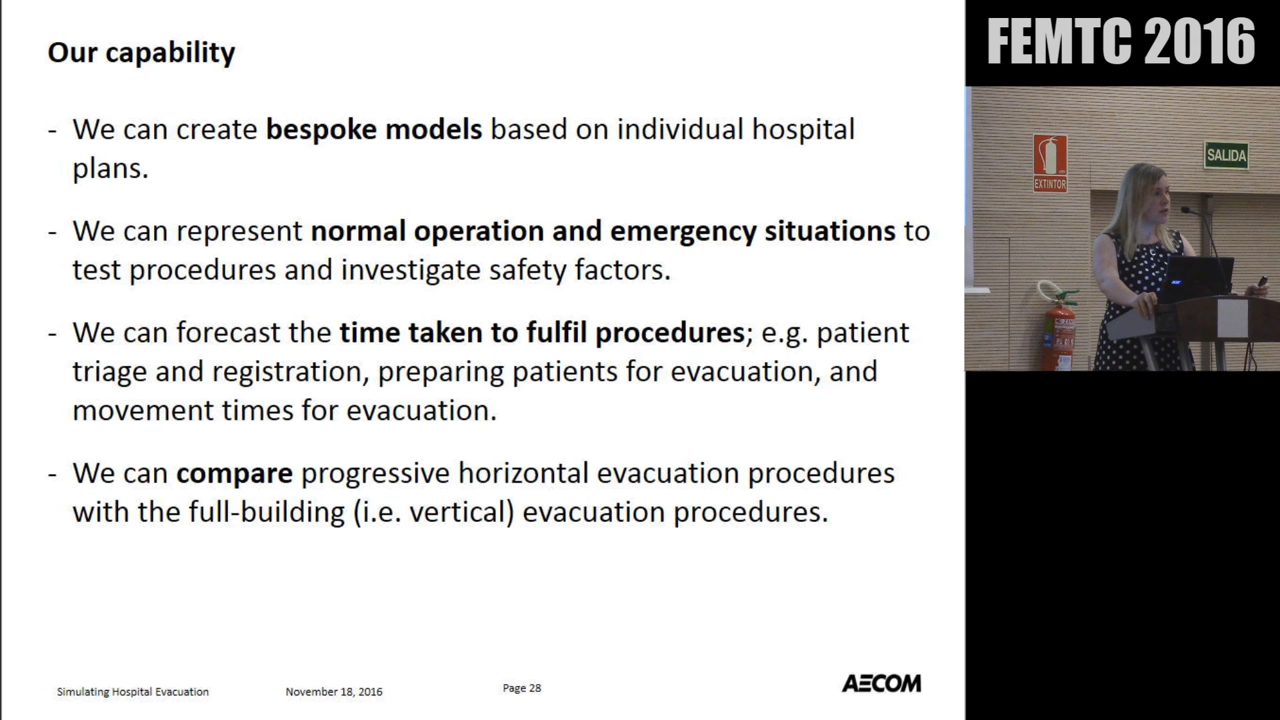 Our capability
- We can create bespoke models based on individual hospital
plans.
- We can represent normal operation and emergency situations to
test procedures and investigate safety factors.
- We can forecast the time taken to fulfil procedures; e.g. patient
triage and registration, preparing patients for evacuation, and
movement times for evacuation.
- We can compare progressive horizontal evacuation procedures
with the full-building (i.e. vertical) evacuation procedures.
Simulating Hospital Evacuation
November 18, 2016
Page 28
AECOM
FEMTC 2016
EXTINTOR
SALIDA